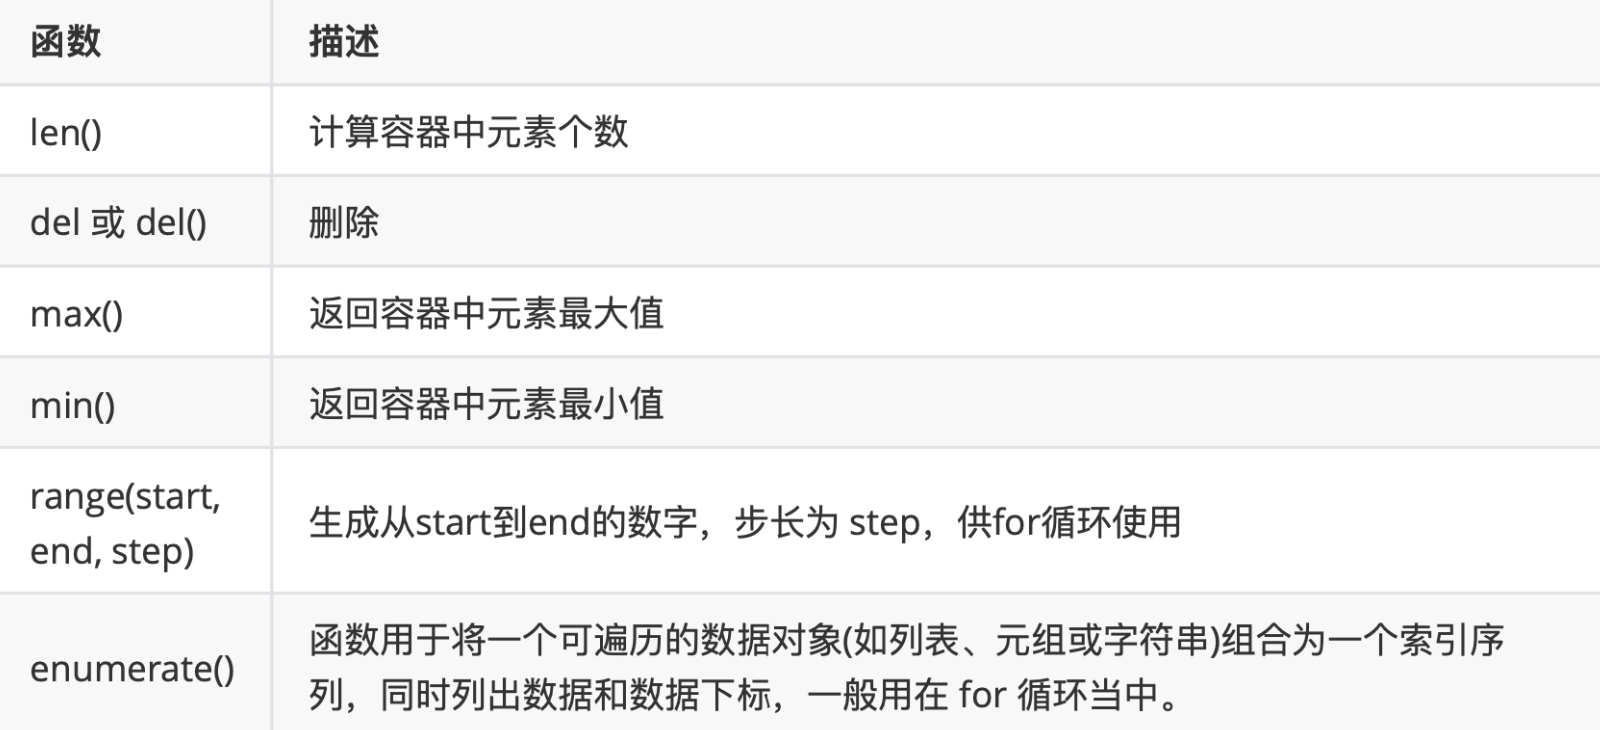 函数 描述
len() 计算容器中元素个数
del 或 del() 删除
max() 返回容器中元素最大值
min() 返回容器中元素最小值
range(start,
end, step)
生成从start到end的数字，步长为 step，供for循环使用
enumerate()
函数用于将一个可遍历的数据对象(如列表、元组或字符串)组合为一个索引序
列，同时列出数据和数据下标，一般用在 for 循环当中。